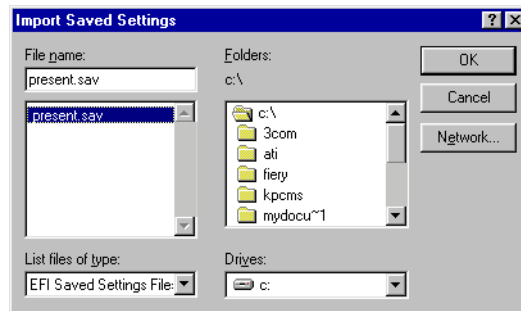 Import Saved Settings
File name:
present.sav
present.sav
List files of type:
EFI Saved Settings File
Folders:
c:\
c:\
3com
ati
fiery
kpcms
mydocu~1
Drives:
c:
OK
Cancel
Network...